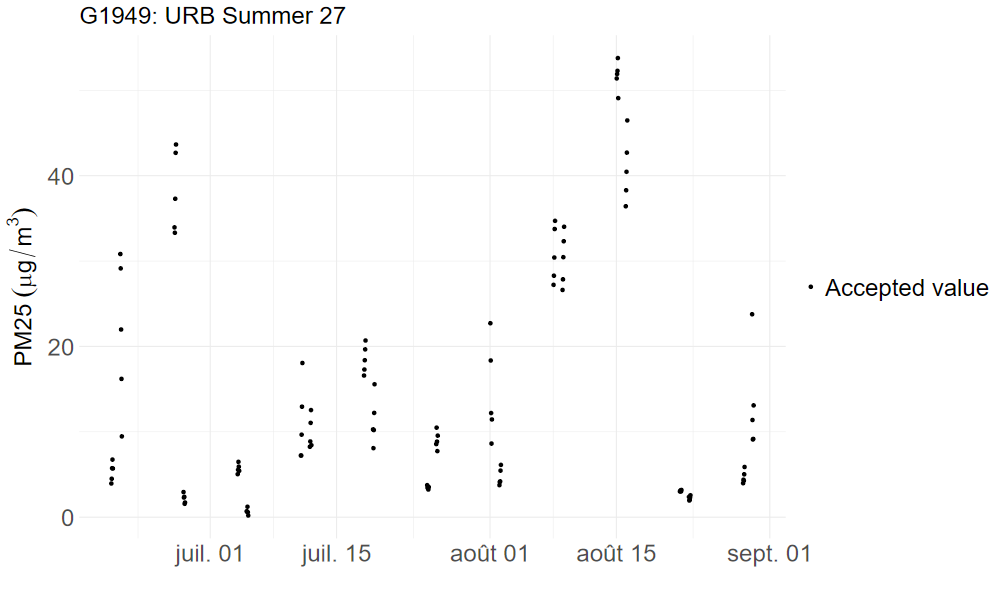 G1949: URB Summer 27
PM25 (μg/m³)
40
20
0
juil. 01 juil. 15 août 01 août 15 sept. 01
Accepted value